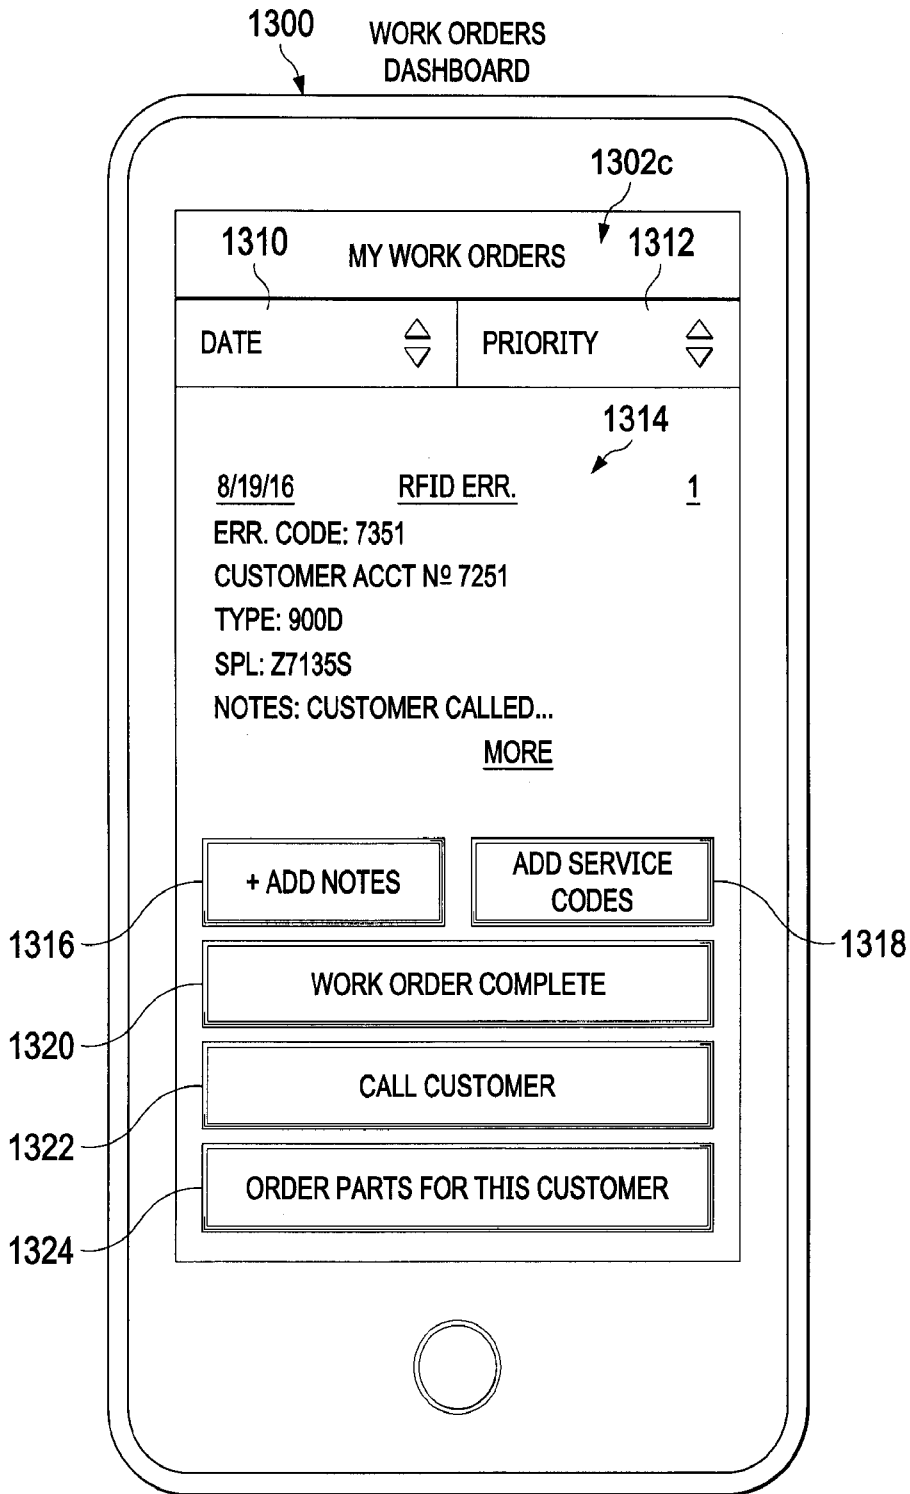 1300
WORK ORDERS
DASHBOARD
1302c
1310
MY WORK ORDERS
1312
DATE
PRIORITY
1314
8/19/16 RFID ERR. 1
ERR. CODE: 7351
CUSTOMER ACCT Nº 7251
TYPE: 900D
SPL: Z7135S
NOTES: CUSTOMER CALLED...
MORE
+ ADD NOTES
ADD SERVICE
CODES
1316
1318
WORK ORDER COMPLETE
1320
CALL CUSTOMER
1322
ORDER PARTS FOR THIS CUSTOMER
1324